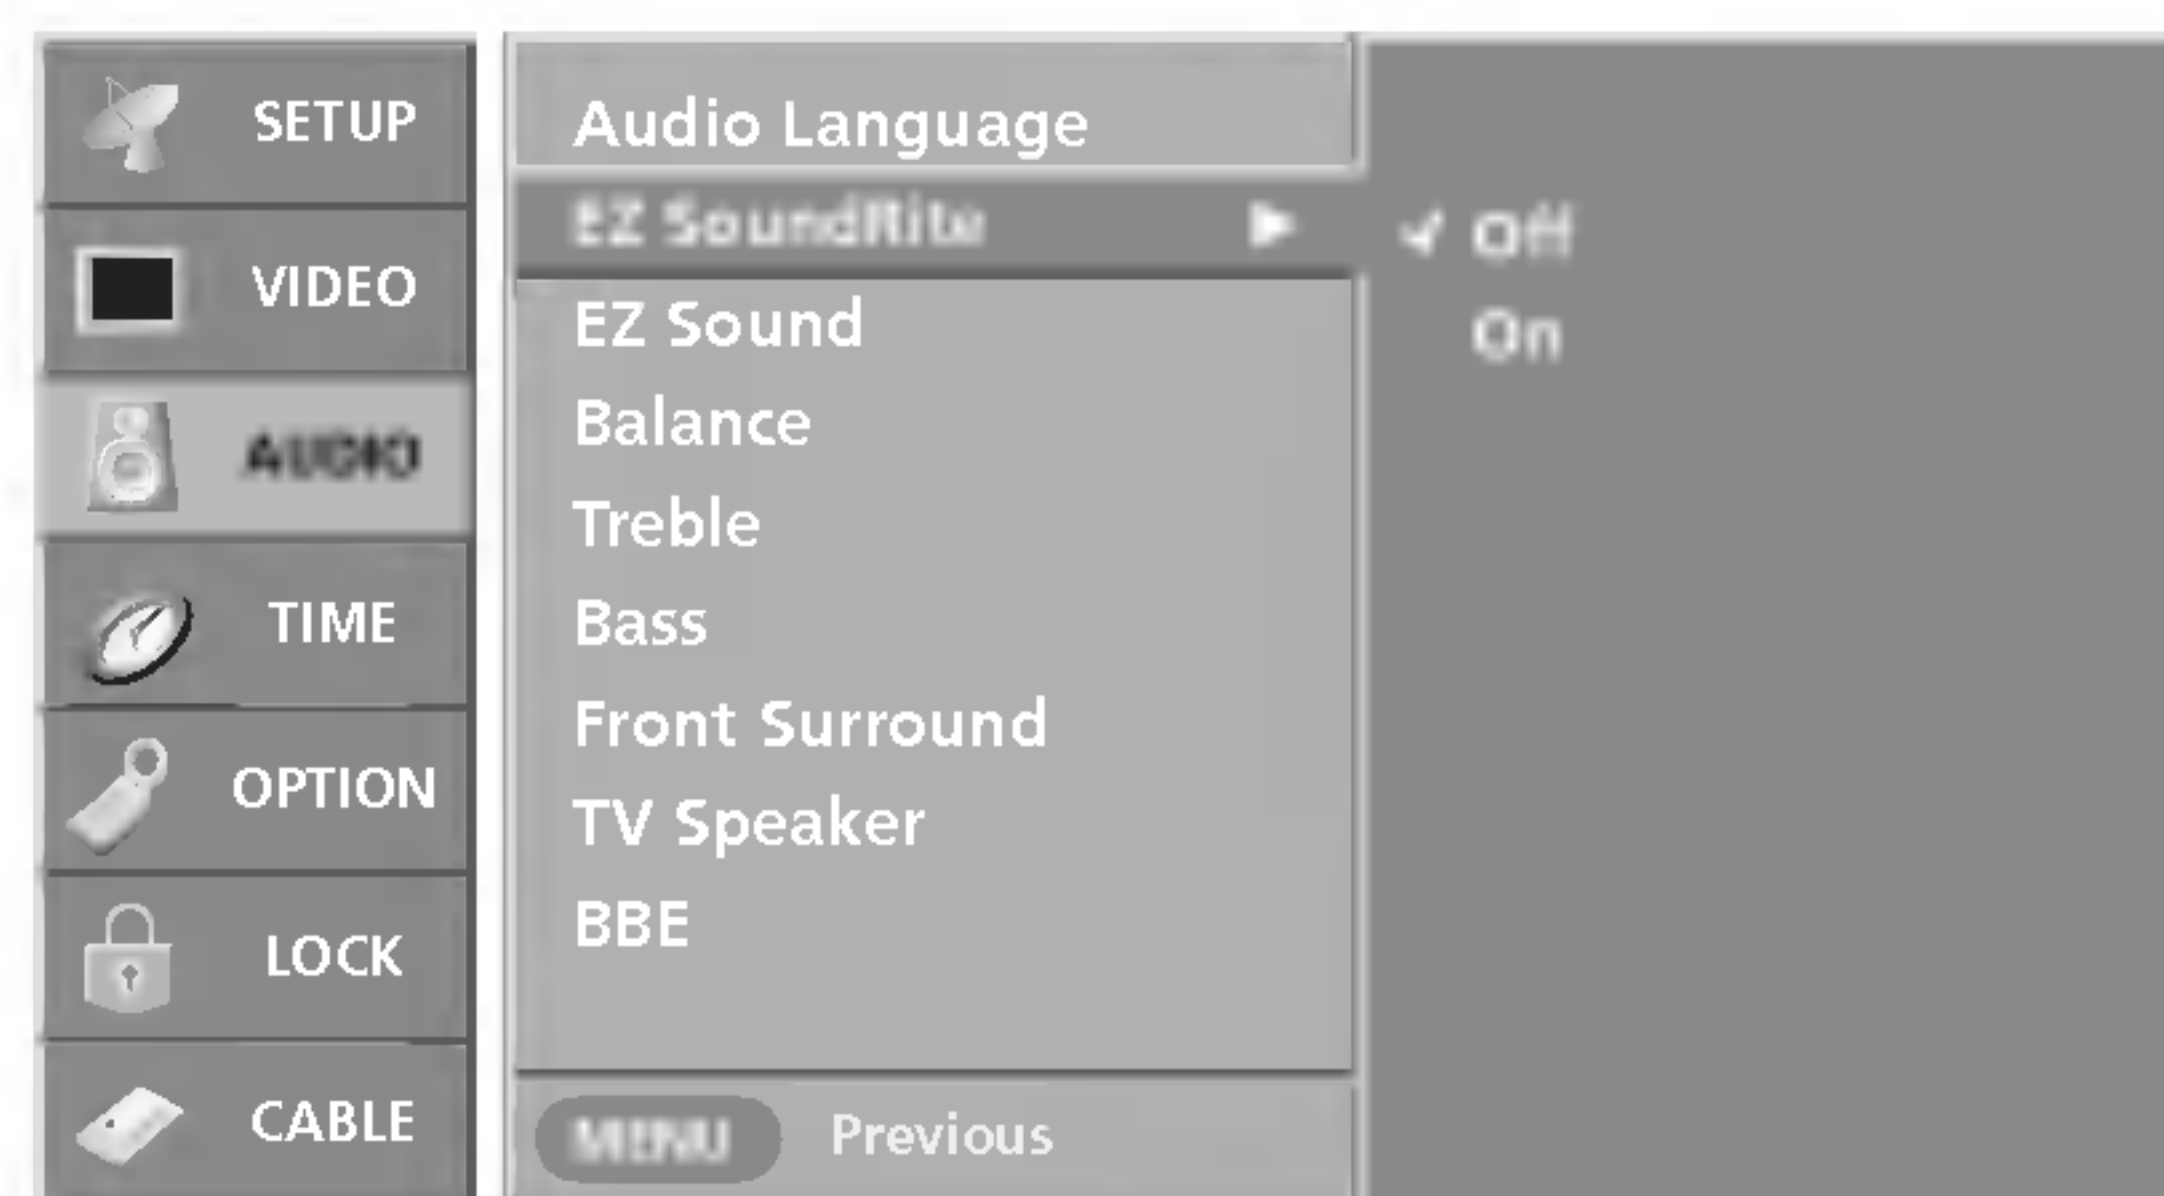 SETUP
VIDEO
AUDIO
TIME
OPTION
LOCK
CABLE
Audio Language
EZ SoundRite
EZ Sound
Balance
Treble
Bass
Front Surround
TV Speaker
BBE
MENU Previous
Off
On